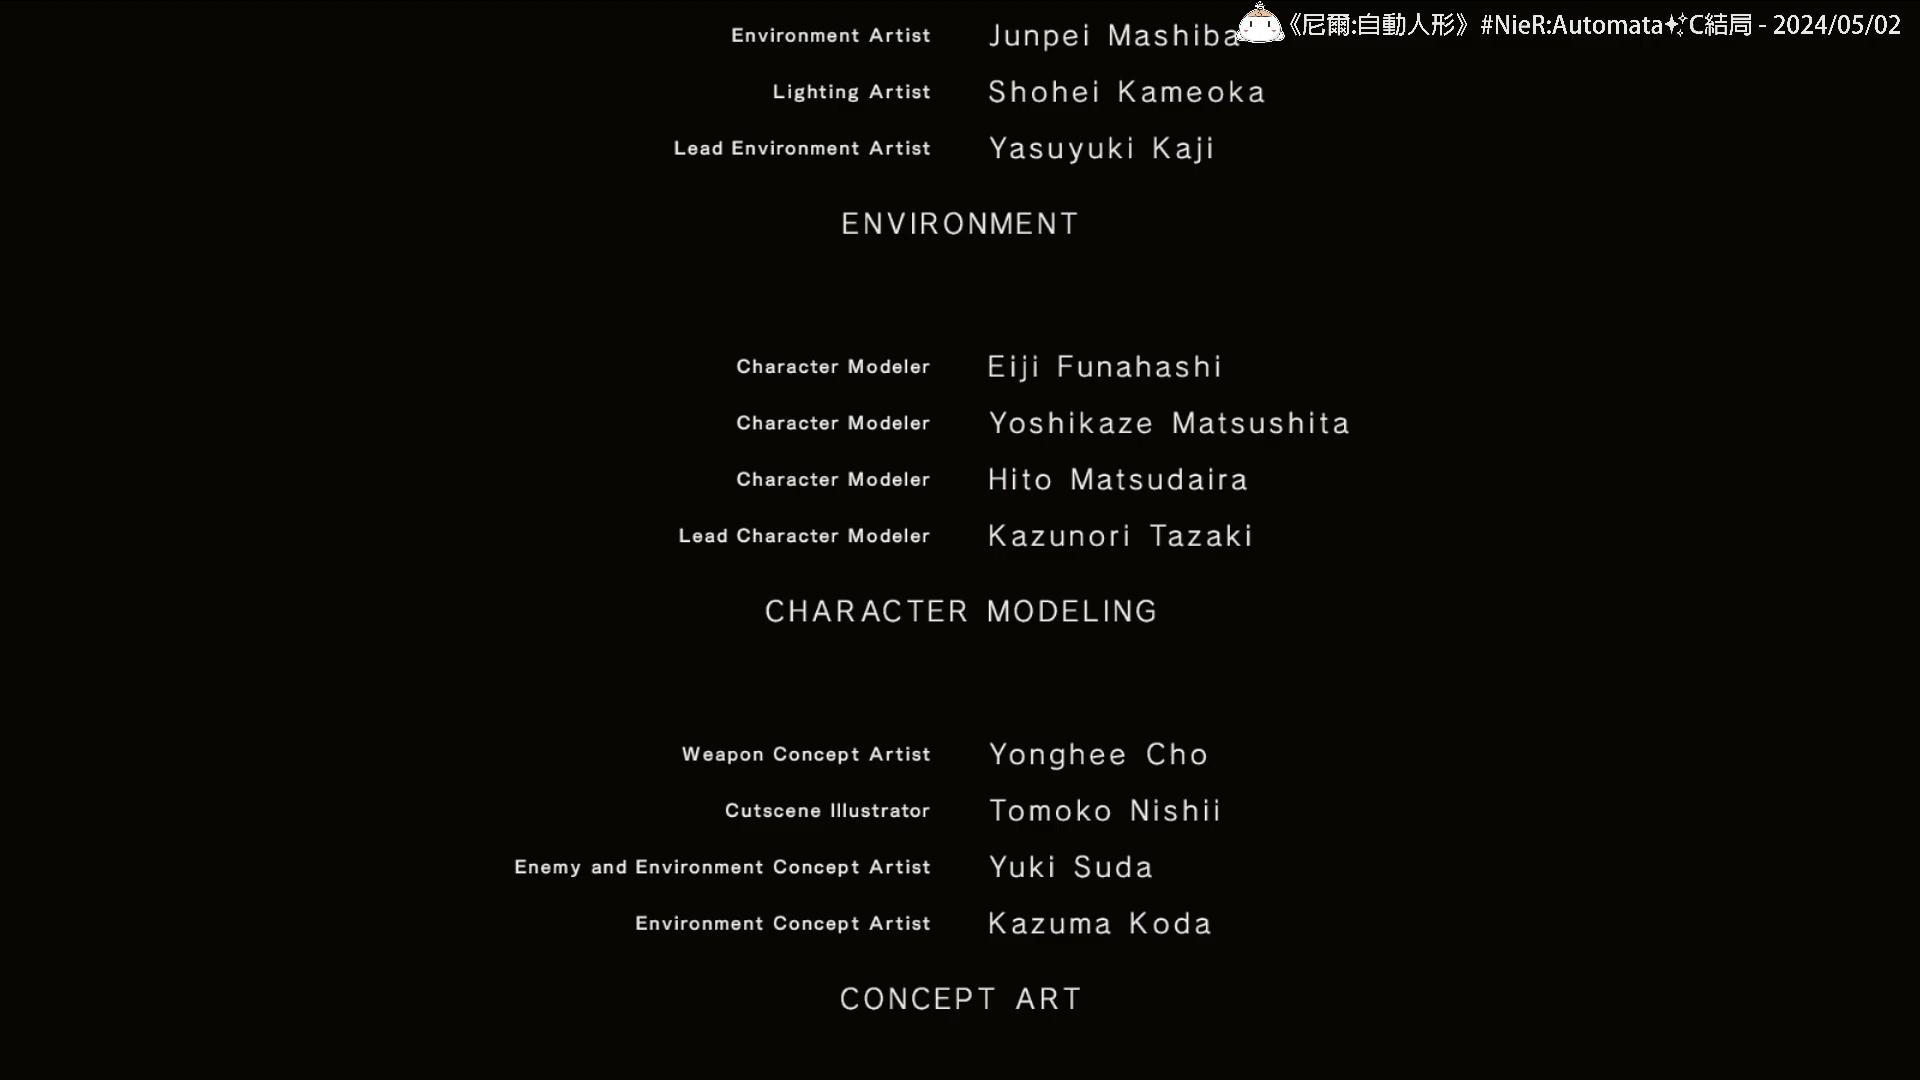 《尼爾:自動人形》#NieR:Automata✨C結局 - 2024/05/02
Environment Artist Junpei Mashiba
Lighting Artist Shohei Kameoka
Lead Environment Artist Yasuyuki Kaji
ENVIRONMENT
Character Modeler Eiji Funahashi
Character Modeler Yoshikaze Matsushita
Character Modeler Hito Matsudaira
Lead Character Modeler Kazunori Tazaki
CHARACTER MODELING
Weapon Concept Artist Yonghee Cho
Cutscene Illustrator Tomoko Nishii
Enemy and Environment Concept Artist Yuki Suda
Environment Concept Artist Kazuma Koda
CONCEPT ART